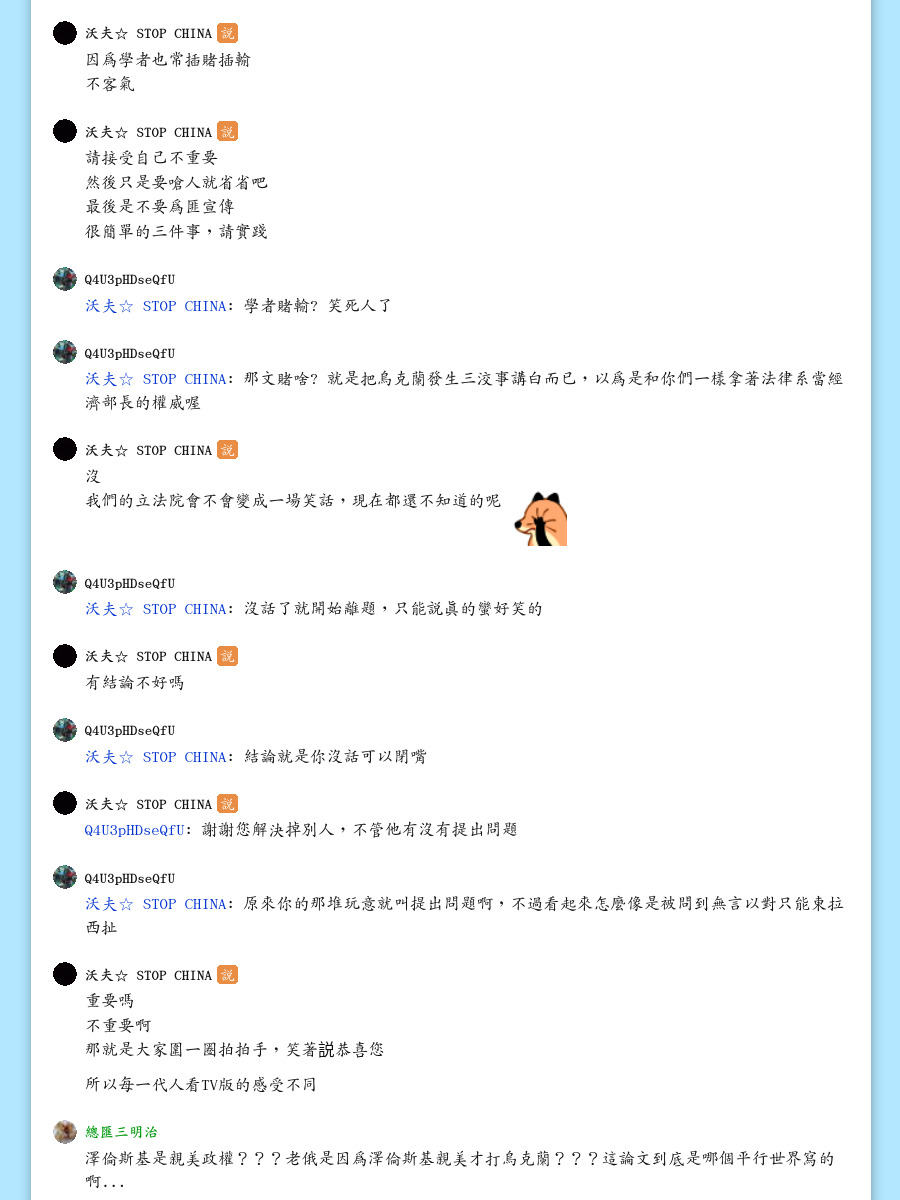 沃夫☆ STOP CHINA 説
因為學者也常插賭插輸
不客氣
沃夫☆ STOP CHINA 説
請接受自己不重要
然後只是要嗆人就省省吧
最後是不要為匪宣傳
很簡單的三件事，請實踐
Q4U3pHDseQfU
沃夫☆ STOP CHINA: 學者賭輸? 笑死人了
Q4U3pHDseQfU
沃夫☆ STOP CHINA: 那文賭啥? 就是把烏克蘭發生三洨事講白而已，以為是和你們一樣拿著法律系當經
濟部長的權威喔
沃夫☆ STOP CHINA 説
沒
我們的立法院會不會變成一場笑話，現在都還不知道的呢
Q4U3pHDseQfU
沃夫☆ STOP CHINA: 沒話了就開始離題，只能說真的蠻好笑的
沃夫☆ STOP CHINA 説
有結論不好嗎
Q4U3pHDseQfU
沃夫☆ STOP CHINA: 結論就是你沒話可以閉嘴
沃夫☆ STOP CHINA 説
Q4U3pHDseQfU: 謝謝您解決掉別人，不管他有沒有提出問題
Q4U3pHDseQfU
沃夫☆ STOP CHINA: 原來你的那堆玩意就叫提出問題啊，不過看起來怎麼像是被問到無言以對只能東拉
西扯
沃夫☆ STOP CHINA 説
重要嗎
不重要啊
那就是大家圍一圈拍拍手，笑著説恭喜您
所以每一代人看TV版的感受不同
總匯三明治
澤倫斯基是親美政權？？？老俄是因為澤倫斯基親美才打烏克蘭？？？這論文到底是哪個平行世界寫的
啊...